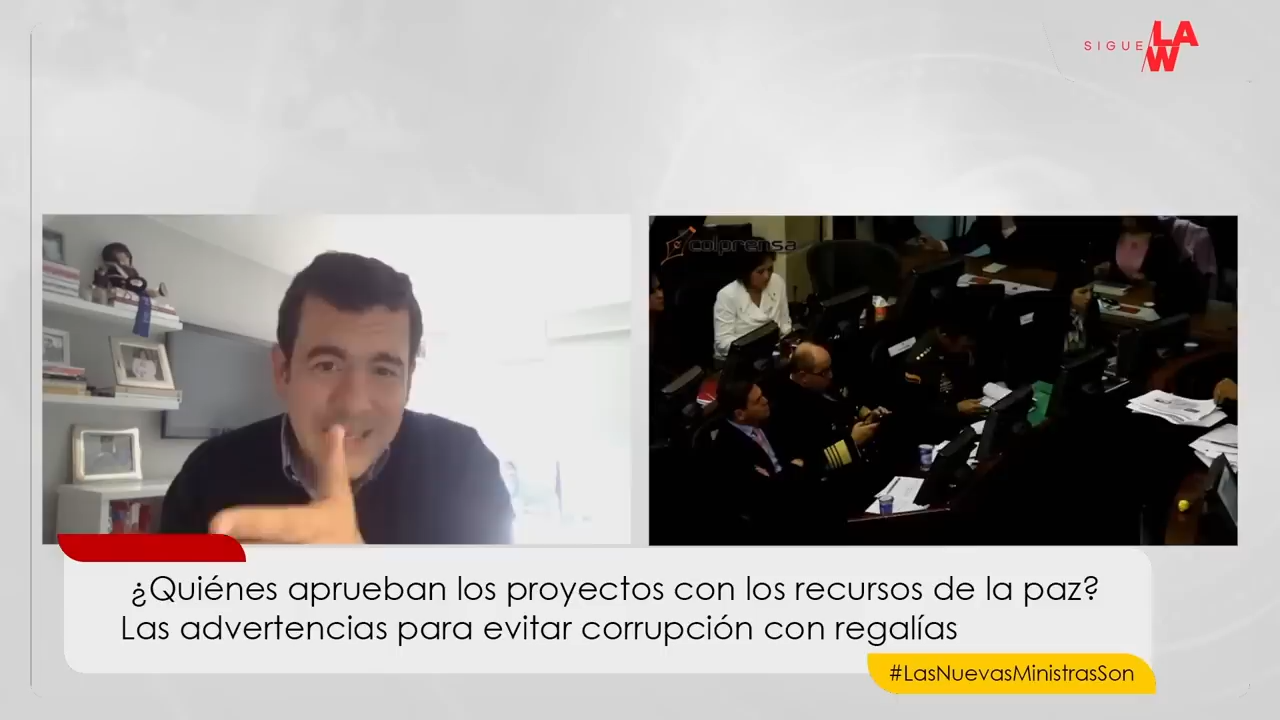 SIGUE LA W
colprensa
¿Quiénes aprueban los proyectos con los recursos de la paz?
Las advertencias para evitar corrupción con regalías
#LasNuevasMinistrasSon